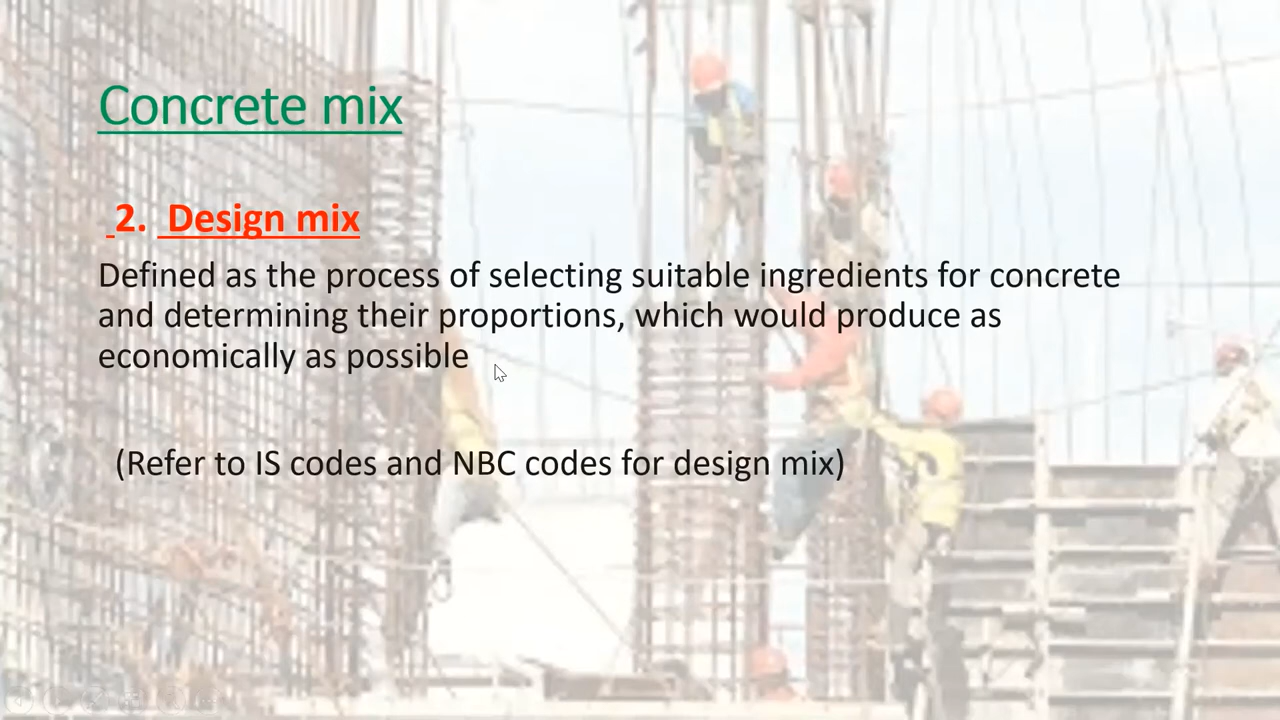 Concrete mix
2. Design mix
Defined as the process of selecting suitable ingredients for concrete
and determining their proportions, which would produce as
economically as possible
(Refer to IS codes and NBC codes for design mix)